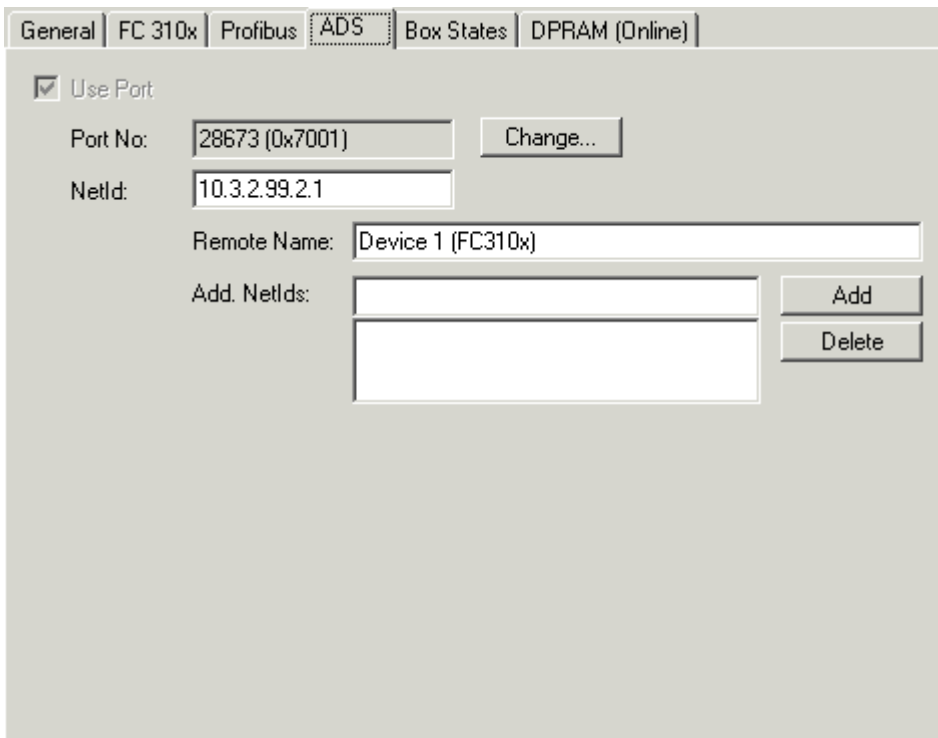 General FC 310x Profibus ADS Box States DPRAM (Online)
Use Port
Port No: 28673 (0x7001) Change...
NetId: 10.3.2.99.2.1
Remote Name: Device 1 (FC310x)
Add. NetIds: Add
Delete